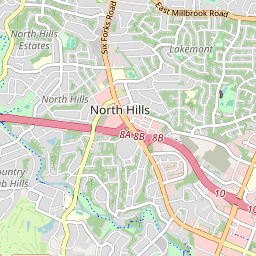 East Millbrook Road
Six Forks Road
North Hills
Estates
Lakemont
North Hills
North Hills
8A
8B
8B
10
10
ountry
b Hills